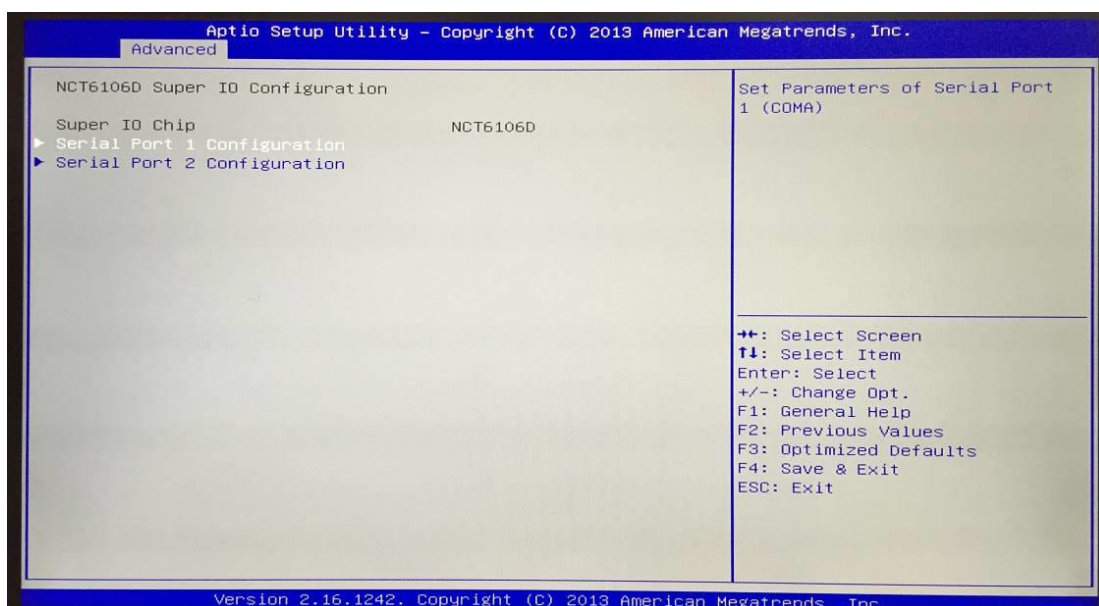 Aptio Setup Utility – Copyright (C) 2013 American Megatrends, Inc.
Advanced
NCT6106D Super IO Configuration
Super IO Chip NCT6106D
► Serial Port 1 Configuration
► Serial Port 2 Configuration
Set Parameters of Serial Port
1 (COMA)
→←: Select Screen
↑↓: Select Item
Enter: Select
+/-: Change Opt.
F1: General Help
F2: Previous Values
F3: Optimized Defaults
F4: Save & Exit
ESC: Exit
Version 2.16.1242. Copyright (C) 2013 American Megatrends, Inc.